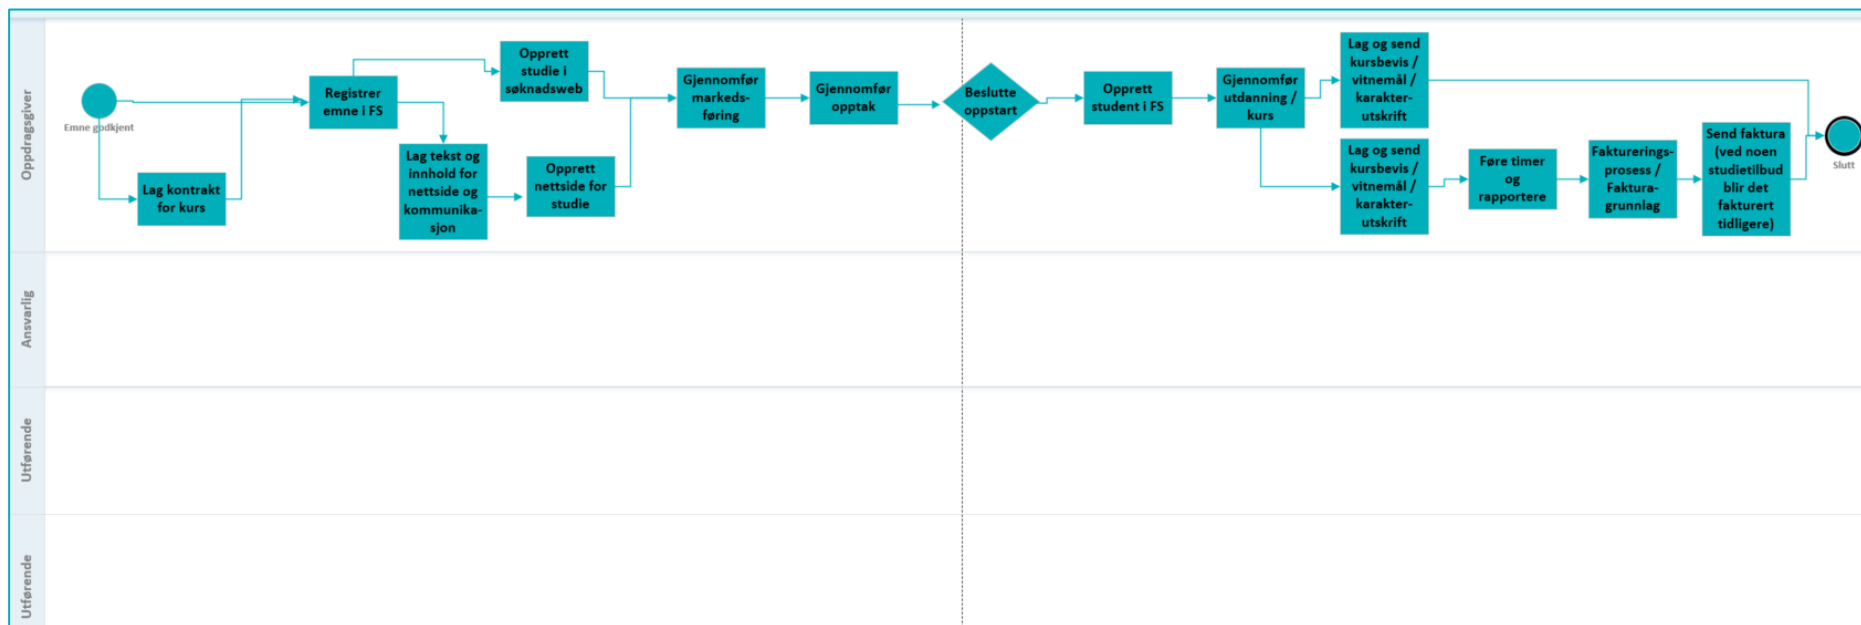 Oppdragsgiver
Emne godkjent
Lag kontrakt
for kurs
Registrer
emne i FS
Opprett
studie i
søknadsweb
Lag tekst og
innhold for
nettside og
kommunika-
sjon
Opprett
nettside for
studie
Gjennomfør
markeds-
føring
Gjennomfør
opptak
Beslutte
oppstart
Opprett
student i FS
Gjennomfør
utdanning /
kurs
Lag og send
kursbevis /
vitnemål /
karakter-
utskrift
Lag og send
kursbevis /
vitnemål /
karakter-
utskrift
Føre timer
og
rapportere
Fakturerings-
prosess /
Faktura-
grunnlag
Send faktura
(ved noen
studietilbud
blir det
fakturert
tidligere)
Slutt
Ansvarlig
Utførende
Utførende